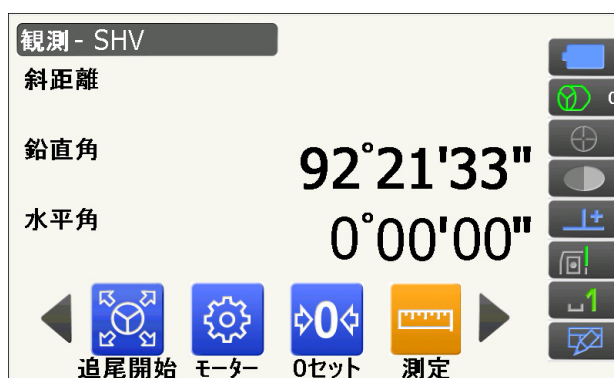 観測 - SHV
斜距離
鉛直角 92°21'33"
水平角 0°00'00"
追尾開始 モーター 0セット 測定